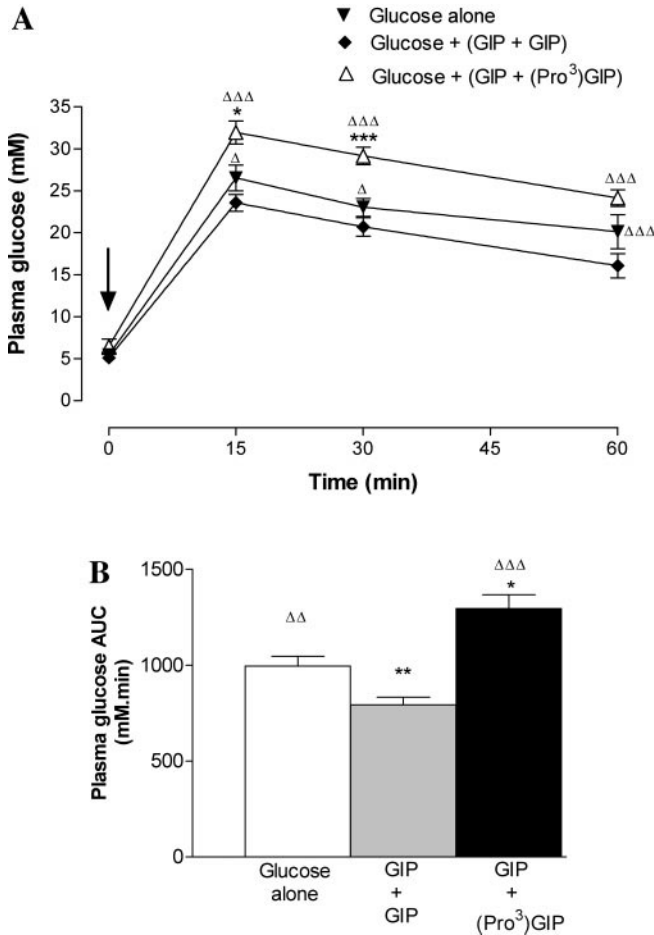 A
Glucose alone
Glucose + (GIP + GIP)
Glucose + (GIP + (Pro³)GIP)
Plasma glucose (mM)
35
30
25
20
15
10
5
0
ΔΔΔ
*
Δ
ΔΔΔ
***
Δ
ΔΔΔ
ΔΔΔ
0 15 30 45 60
Time (min)
B
Plasma glucose AUC
(mM.min)
1500
1000
500
0
ΔΔ
**
ΔΔΔ
*
Glucose
alone
GIP
+
GIP
GIP
+
(Pro³)GIP